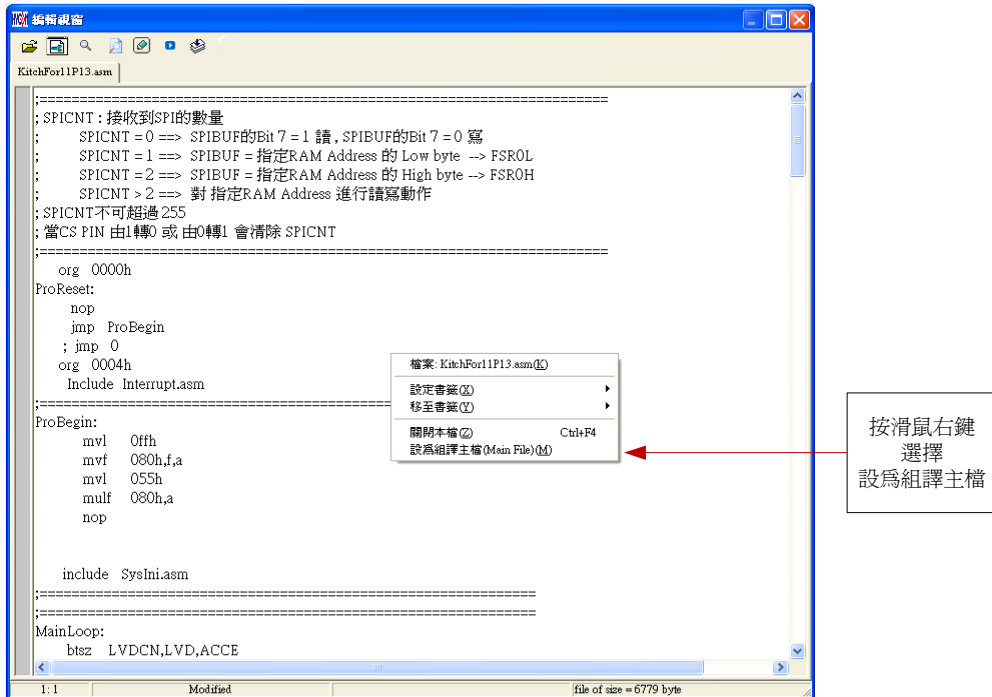 編輯視窗
KitchFor11P13.asm
;=======================================================================
; SPICNT : 接收到SPI的數量
;        SPICNT = 0 ==>  SPIBUF的Bit 7 = 1 讀 , SPIBUF的Bit 7 = 0 寫
;        SPICNT = 1 ==>  SPIBUF = 指定RAM Address 的 Low byte  --> FSR0L
;        SPICNT = 2 ==>  SPIBUF = 指定RAM Address 的 High byte --> FSR0H
;        SPICNT > 2 ==>  對 指定RAM Address 進行讀寫動作
; SPICNT不可超過 255
; 當CS PIN 由1轉0 或 由0轉1 會清除 SPICNT
;=======================================================================
org 0000h
ProReset:
nop
jmp ProBegin
; jmp 0
org 0004h
Include Interrupt.asm
;============================================
ProBegin:
mvl 0ffh
mvf 080h,f,a
mvl 055h
mulf 080h,a
nop
include SysIni.asm
;==============================================================
;==============================================================
MainLoop:
btsz LVDCN,LVD,ACCE
檔案: KitchFor11P13.asm(K)
設定書籤(X)
移至書籤(Y)
關閉本檔(Z) Ctrl+F4
設爲組譯主檔(Main File)(M)
按滑鼠右鍵
選擇
設爲組譯主檔
1: 1 Modified file of size = 6779 byte